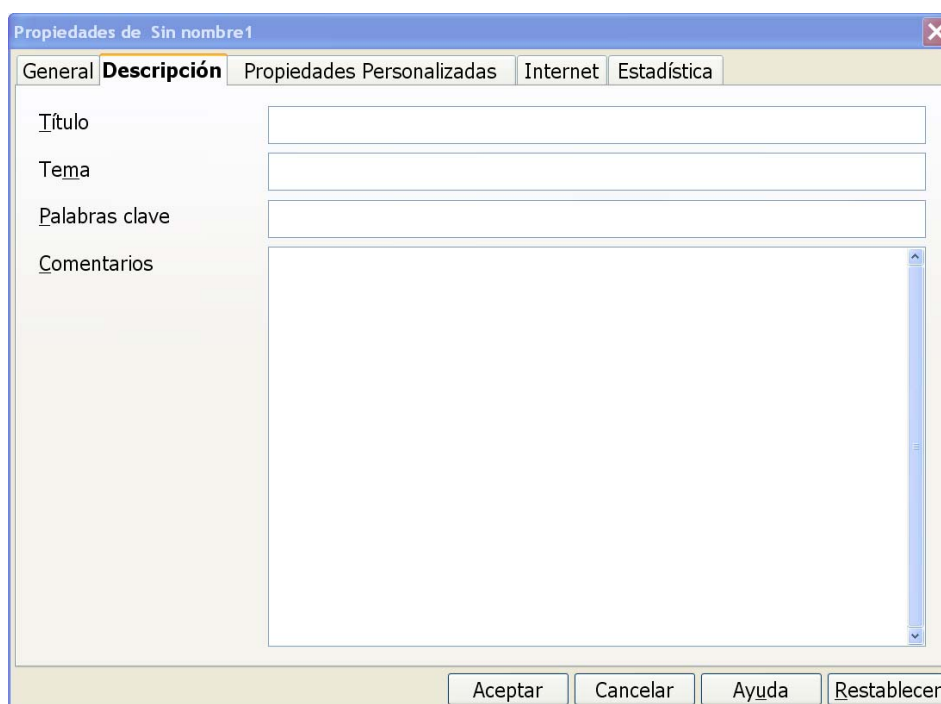 Propiedades de Sin nombre1
General Descripción Propiedades Personalizadas Internet Estadística
Título
Tema
Palabras clave
Comentarios
Aceptar Cancelar Ayuda Restablecer